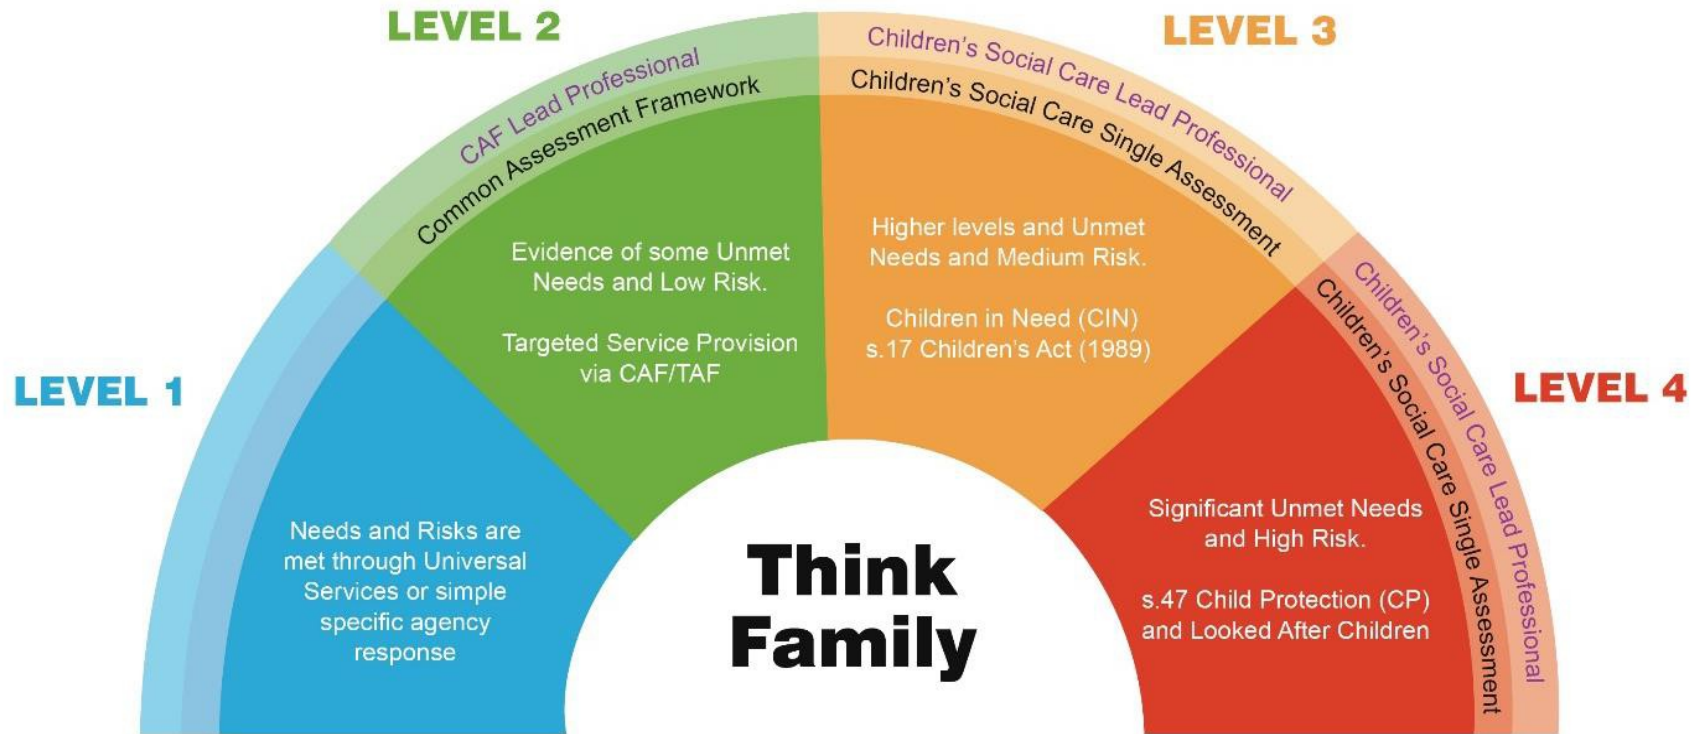 LEVEL 1
Needs and Risks are
met through Universal
Services or simple
specific agency
response
LEVEL 2
CAF Lead Professional
Common Assessment Framework
Evidence of some Unmet
Needs and Low Risk.
Targeted Service Provision
via CAF/TAF
LEVEL 3
Children's Social Care Lead Professional
Children's Social Care Single Assessment
Higher levels and Unmet
Needs and Medium Risk.
Children in Need (CIN)
s.17 Children's Act (1989)
LEVEL 4
Children's Social Care Lead Professional
Children's Social Care Single Assessment
Significant Unmet Needs
and High Risk.
s.47 Child Protection (CP)
and Looked After Children
Think
Family